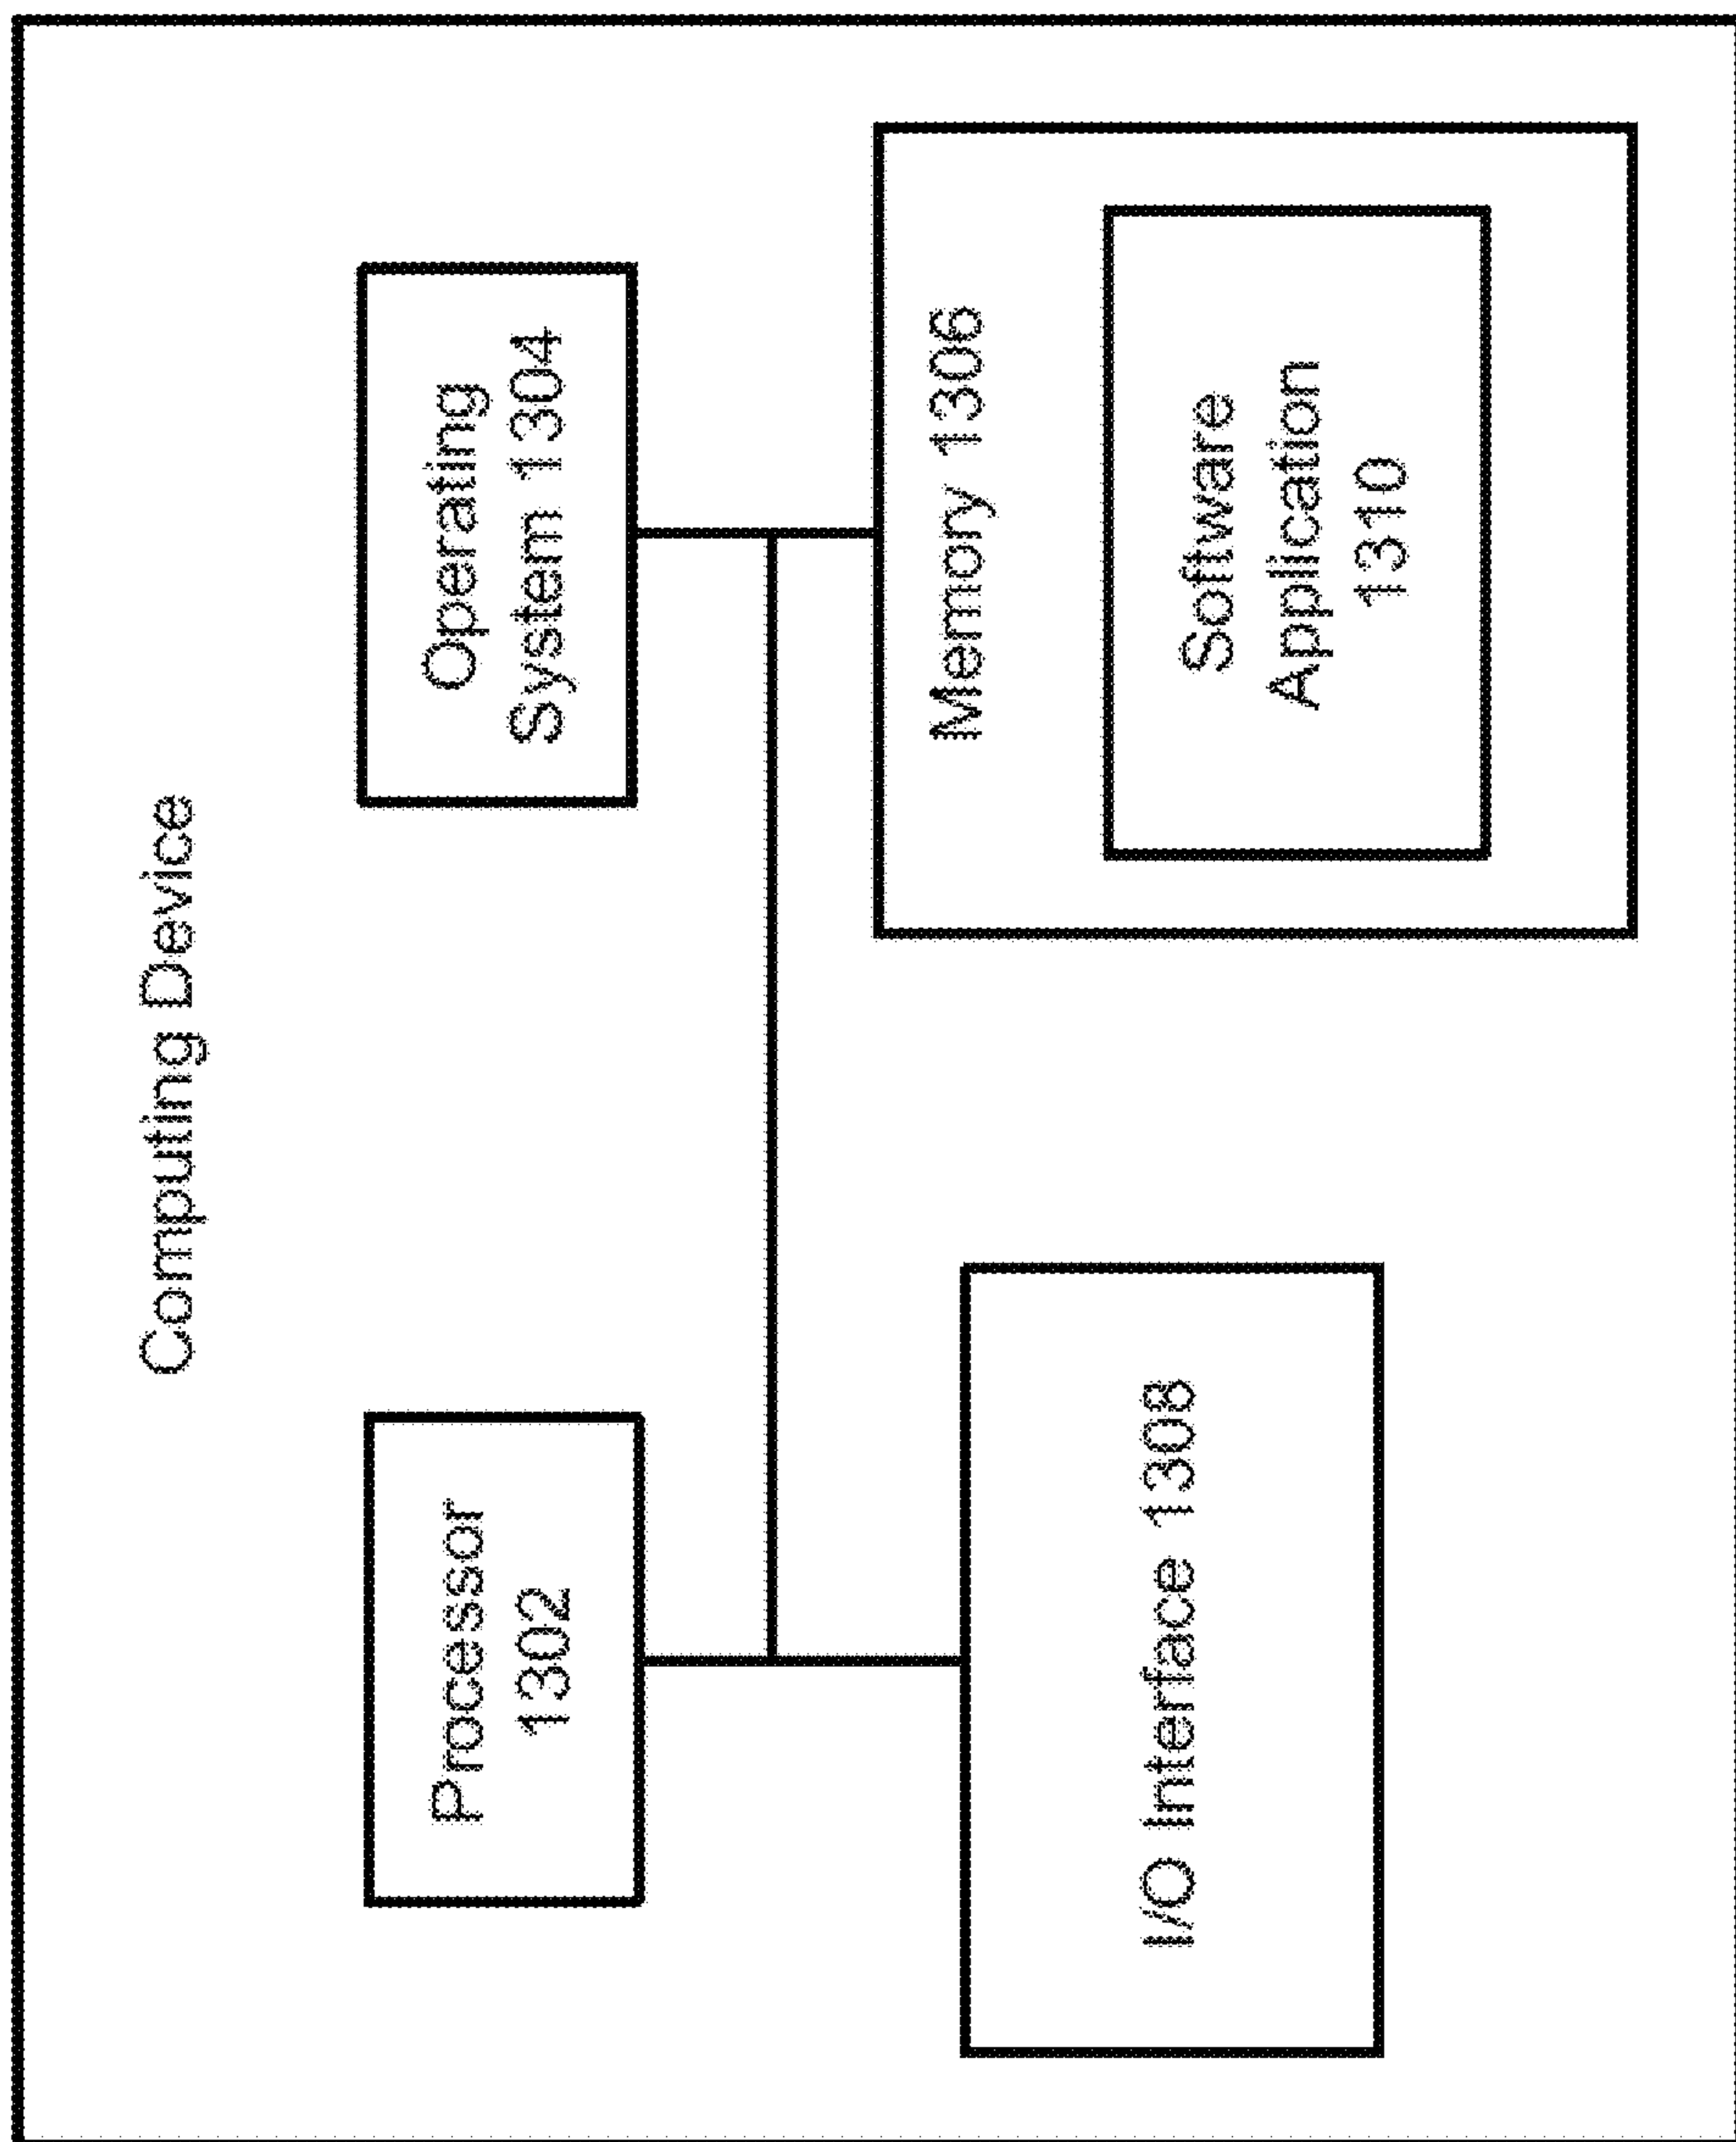 Computing Device
Processor
1302
Operating
System 1304
I/O Interface 1308
Memory 1306
Software
Application
1310